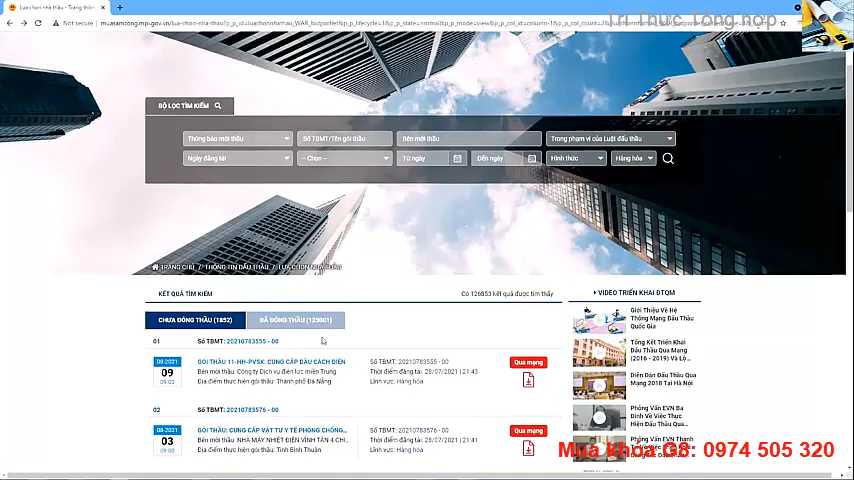 Lựa chọn nhà thầu - Trang thông
Not secure
muasamcong.mpi.gov.vn/lua-chon-nha-thau?p_p_id=luachonnhathau_WAR_bidportlet&p_p_lifecycle=1&p_p_state=normal&p_p_mode=view&p_p_col_id=column-1&p_p_col_count=2
Tri Thức Tổng hợp
BỘ LỌC TÌM KIẾM
Thông báo mời thầu
Số TBMT/Tên gói thầu
Bên mời thầu
Trong phạm vi của Luật đấu thầu
Ngày đăng tải
-- Chọn --
Từ ngày
Đến ngày
Hình thức
Hàng hóa
TRANG CHỦ / THÔNG TIN ĐẤU THẦU / LỰA CHỌN NHÀ THẦU
KẾT QUẢ TÌM KIẾM
Có 126853 kết quả được tìm thấy
VIDEO TRIỂN KHAI ĐTQM
CHƯA ĐÓNG THẦU (1852)
ĐÃ ĐÓNG THẦU (125001)
Giới Thiệu Về Hệ
Thống Mạng Đấu Thầu
Quốc Gia
01
Số TBMT: 20210783555 - 00
08-2021
09
09:00
GÓI THẦU 11-HH-PVSX: CUNG CẤP ĐẦU CÁCH ĐIỆN
Bên mời thầu: Công ty Dịch vụ điện lực miền Trung
Địa điểm thực hiện gói thầu: Thành phố Đà Nẵng
Số TBMT: 20210783555 - 00
Thời điểm đăng tải: 28/07/2021 (21:43)
Lĩnh vực: Hàng hóa
Qua mạng
Tổng Kết Triển Khai
Đấu Thầu Qua Mạng
(2016 - 2019) Và Lộ...
Diễn Đàn Đấu Thầu Qua
Mạng 2018 Tại Hà Nội
02
Số TBMT: 20210783576 - 00
08-2021
03
09:00
GÓI THẦU: CUNG CẤP VẬT TƯ Y TẾ PHÒNG CHỐNG...
Bên mời thầu: NHÀ MÁY NHIỆT ĐIỆN VĨNH TÂN 4 CHI...
Địa điểm thực hiện gói thầu: Tỉnh Bình Thuận
Số TBMT: 20210783576 - 00
Thời điểm đăng tải: 28/07/2021 (21:41)
Lĩnh vực: Hàng hóa
Qua mạng
Phỏng Vấn EVN Ba
Đình Về Việc Thực
Hiện Đấu Thầu Qua...
Phỏng Vấn EVN Thanh
Mua khóa G8: 0974 505 320